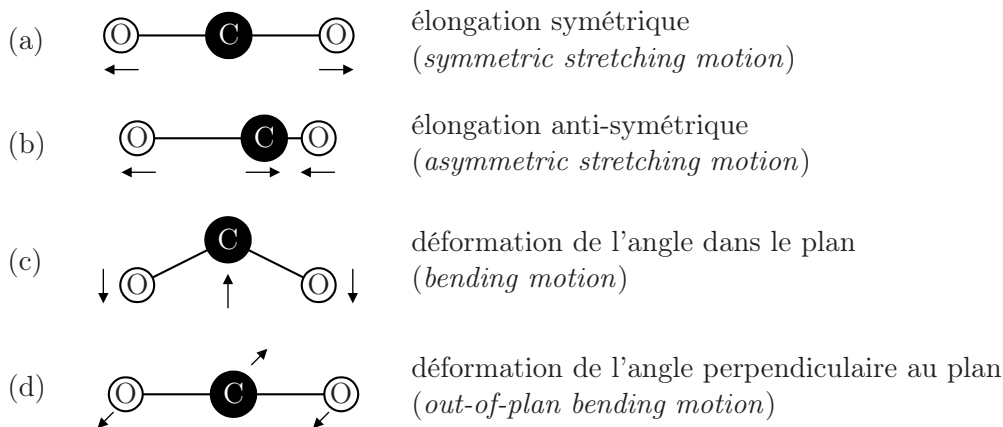 (a) O C O élongation symétrique
(symmetric stretching motion)
(b) O C O élongation anti-symétrique
(asymmetric stretching motion)
(c) O C O déformation de l'angle dans le plan
(bending motion)
(d) O C O déformation de l'angle perpendiculaire au plan
(out-of-plan bending motion)